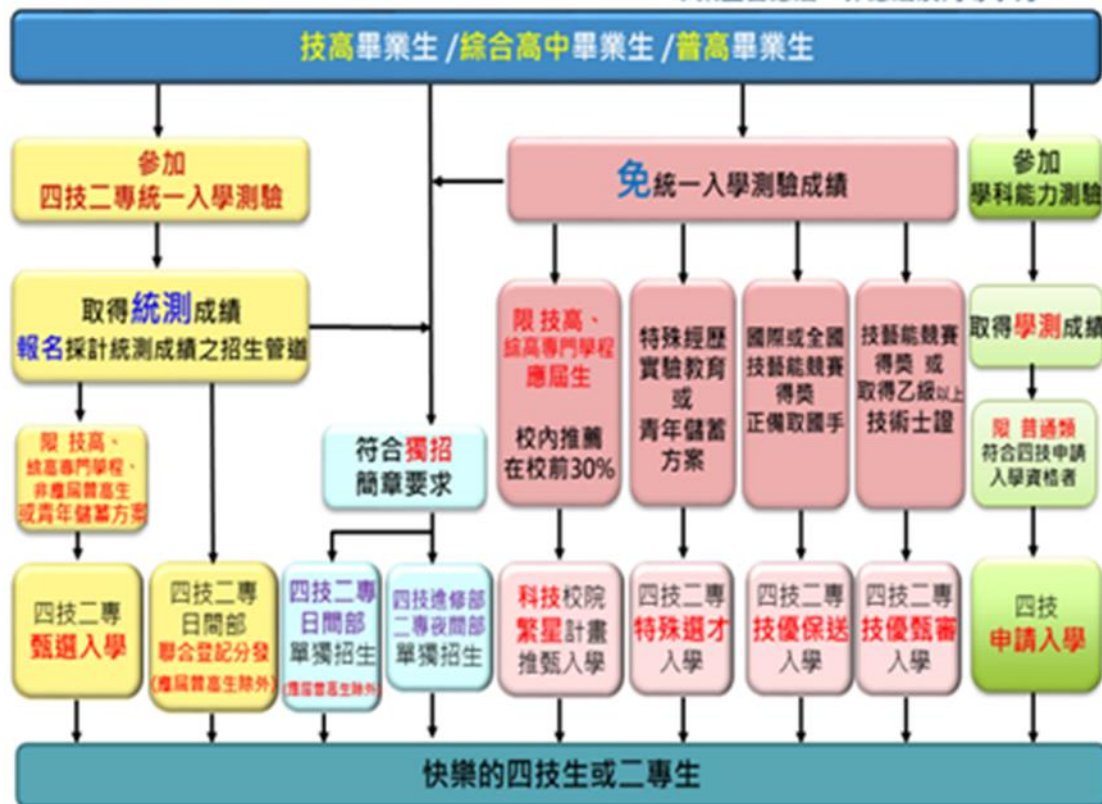 技高畢業生 /綜合高中畢業生 /普高畢業生
參加
四技二專統一入學測驗
免統一入學測驗成績
參加
學科能力測驗
取得統測成績
報名採計統測成績之招生管道
限 技高、
綜高專門學程
應屆生
校內推薦
在校前30%
特殊經歷
實驗教育
或
青年儲蓄
方案
國際或全國
技藝能競賽
得獎
正備取國手
技藝能競賽
得獎 或
取得乙級以上
技術士證
取得學測成績
限 技高、
綜高專門學程、
非應屆普高生
或青年儲蓄方案
符合獨招
簡章要求
限 普通類
符合四技申請
入學資格者
四技二專
甄選入學
四技二專
日間部
聯合登記分發
(應屆普高生除外)
四技二專
日間部
單獨招生
(應屆普高生除外)
四技進修部
二專夜間部
單獨招生
科技校院
繁星計畫
推甄入學
四技二專
特殊選才
入學
四技二專
技優保送
入學
四技二專
技優甄審
入學
四技
申請入學
快樂的四技生或二專生